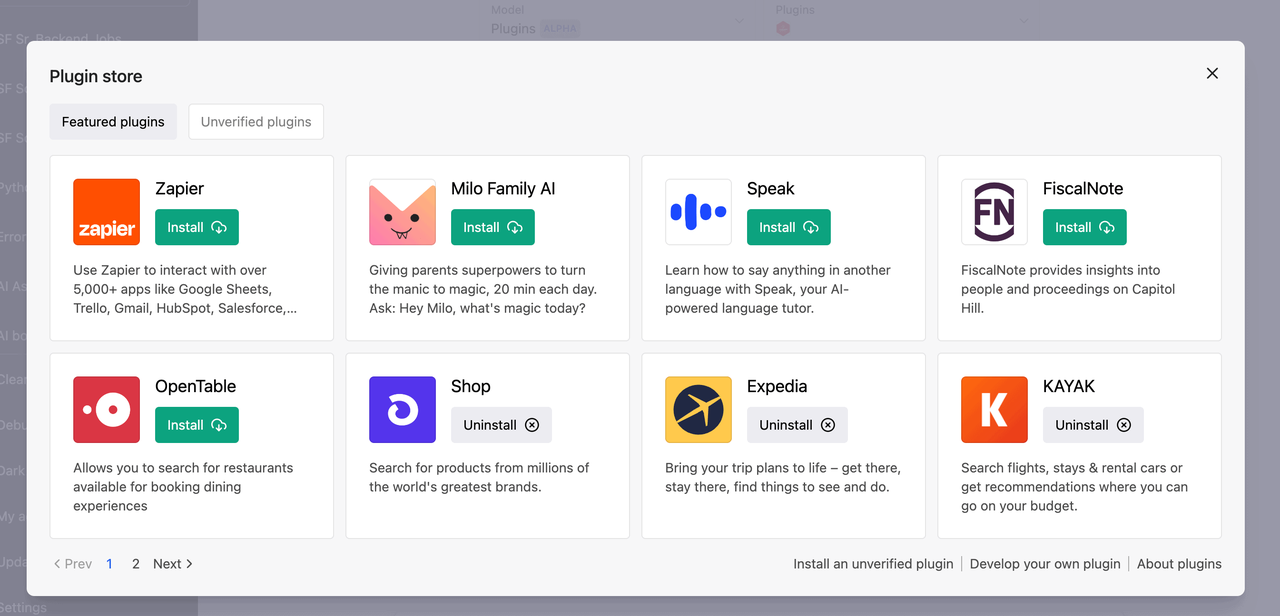 Model
Plugins
Plugins ALPHA
SF Sr. Backend Jobs
Plugin store
Featured plugins
Unverified plugins
zapier
Zapier
Install
Use Zapier to interact with over
5,000+ apps like Google Sheets,
Trello, Gmail, HubSpot, Salesforce,...
Milo Family AI
Install
Giving parents superpowers to turn
the manic to magic, 20 min each day.
Ask: Hey Milo, what's magic today?
Speak
Install
Learn how to say anything in another
language with Speak, your AI-
powered language tutor.
FN
FiscalNote
Install
FiscalNote provides insights into
people and proceedings on Capitol
Hill.
OpenTable
Install
Allows you to search for restaurants
available for booking dining
experiences
Shop
Uninstall
Search for products from millions of
the world's greatest brands.
Expedia
Uninstall
Bring your trip plans to life – get there,
stay there, find things to see and do.
K
KAYAK
Uninstall
Search flights, stays & rental cars or
get recommendations where you can
go on your budget.
Prev 1 2 Next
Install an unverified plugin
Develop your own plugin
About plugins
Settings